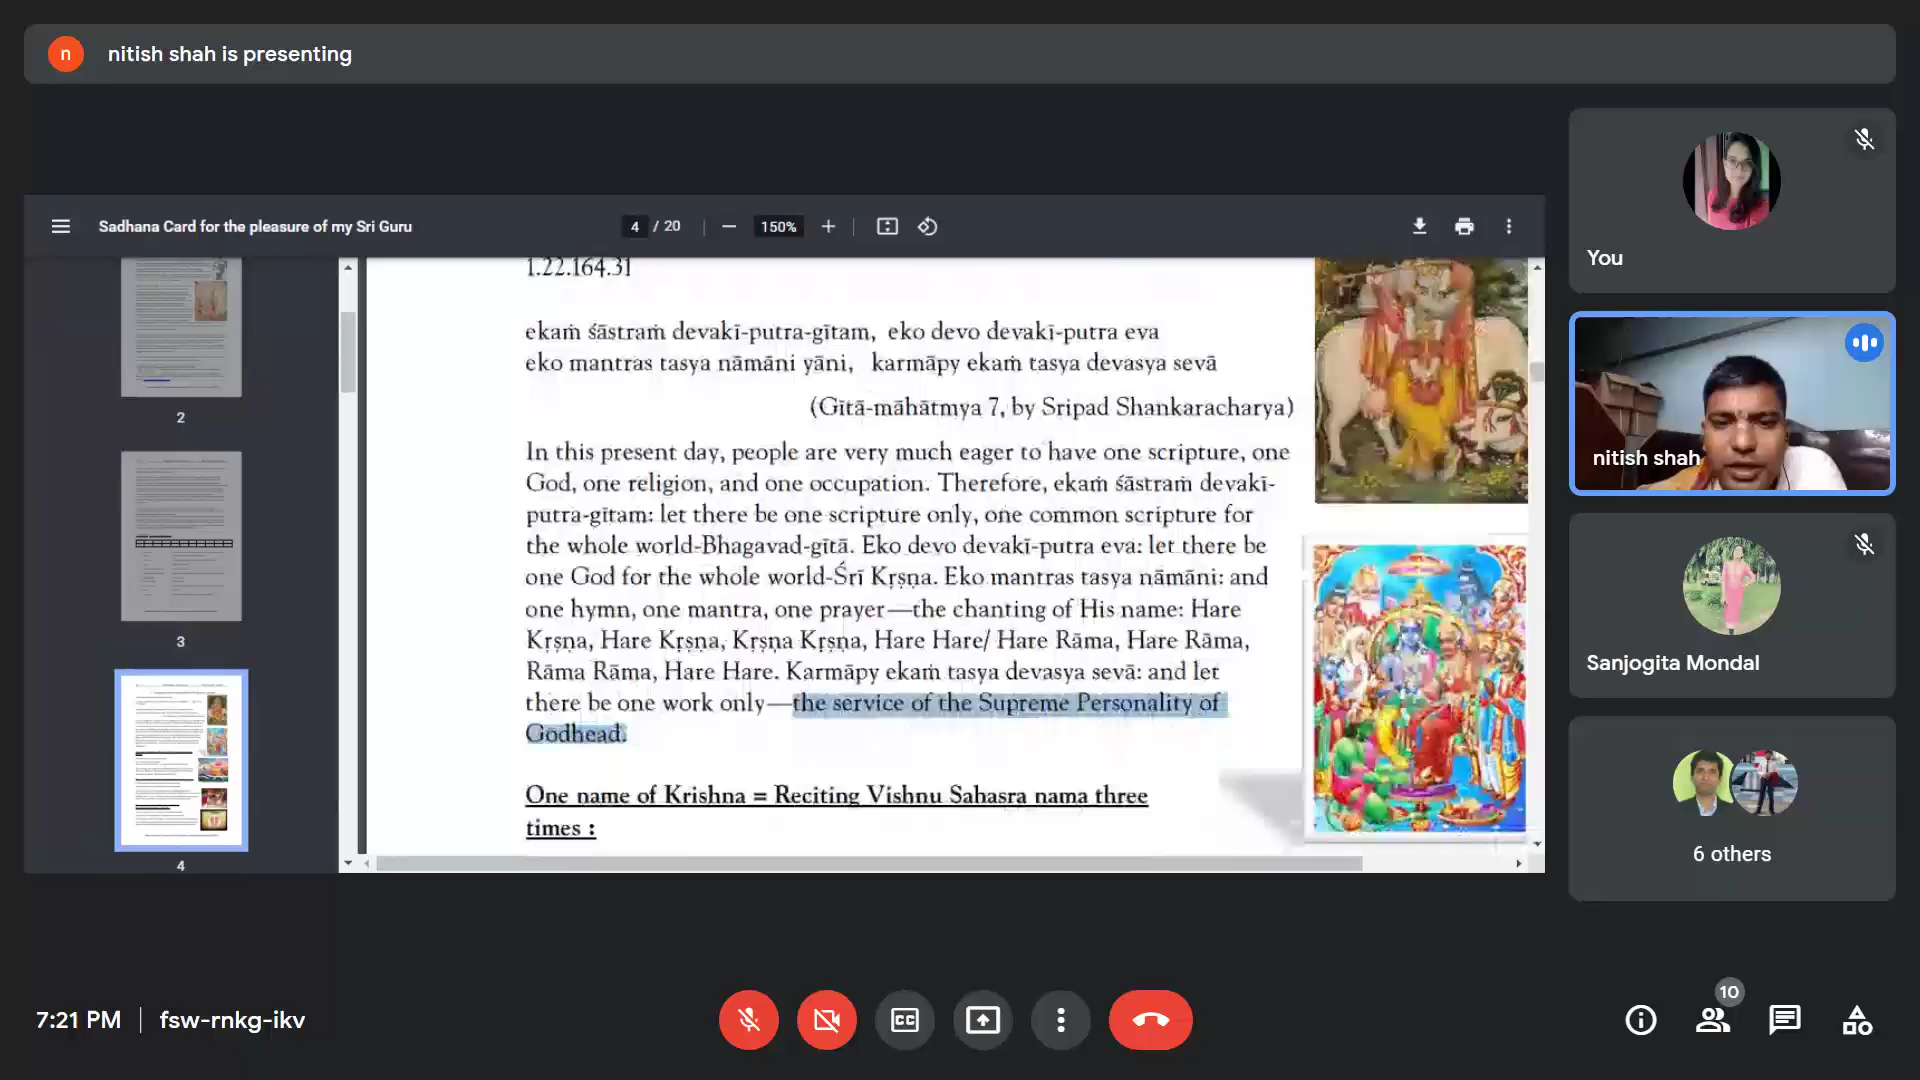 n
nitish shah is presenting
Sadhana Card for the pleasure of my Sri Guru
4 / 20
150%
2
3
4
1.22.164.31
ekaṁ śāstraṁ devakī-putra-gītam, eko devo devakī-putra eva
eko mantras tasya nāmāni yāni, karmāpy ekaṁ tasya devasya sevā
(Gītā-māhātmya 7, by Sripad Shankaracharya)
In this present day, people are very much eager to have one scripture, one
God, one religion, and one occupation. Therefore, ekaṁ śāstraṁ devakī-
putra-gītam: let there be one scripture only, one common scripture for
the whole world-Bhagavad-gītā. Eko devo devakī-putra eva: let there be
one God for the whole world-Śrī Kṛṣṇa. Eko mantras tasya nāmāni: and
one hymn, one mantra, one prayer—the chanting of His name: Hare
Kṛṣṇa, Hare Kṛṣṇa, Kṛṣṇa Kṛṣṇa, Hare Hare/ Hare Rāma, Hare Rāma,
Rāma Rāma, Hare Hare. Karmāpy ekaṁ tasya devasya sevā: and let
there be one work only—the service of the Supreme Personality of
Godhead.
One name of Krishna = Reciting Vishnu Sahasra nama three
times :
You
nitish shah
Sanjogita Mondal
6 others
7:21 PM
fsw-rnkg-ikv
CC
10